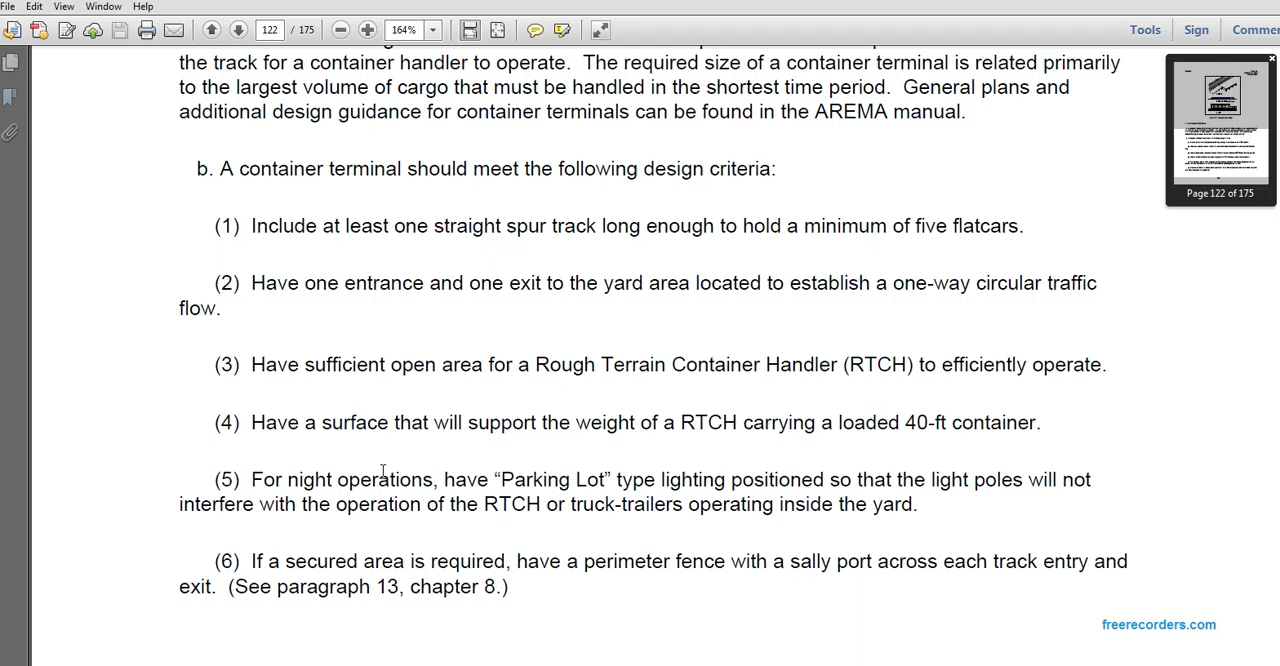 File Edit View Window Help
122 / 175 164% Tools Sign Commer
the track for a container handler to operate. The required size of a container terminal is related primarily
to the largest volume of cargo that must be handled in the shortest time period. General plans and
additional design guidance for container terminals can be found in the AREMA manual.
Page 122 of 175
b. A container terminal should meet the following design criteria:
(1) Include at least one straight spur track long enough to hold a minimum of five flatcars.
(2) Have one entrance and one exit to the yard area located to establish a one-way circular traffic
flow.
(3) Have sufficient open area for a Rough Terrain Container Handler (RTCH) to efficiently operate.
(4) Have a surface that will support the weight of a RTCH carrying a loaded 40-ft container.
(5) For night operations, have “Parking Lot” type lighting positioned so that the light poles will not
interfere with the operation of the RTCH or truck-trailers operating inside the yard.
(6) If a secured area is required, have a perimeter fence with a sally port across each track entry and
exit. (See paragraph 13, chapter 8.)
freerecorders.com